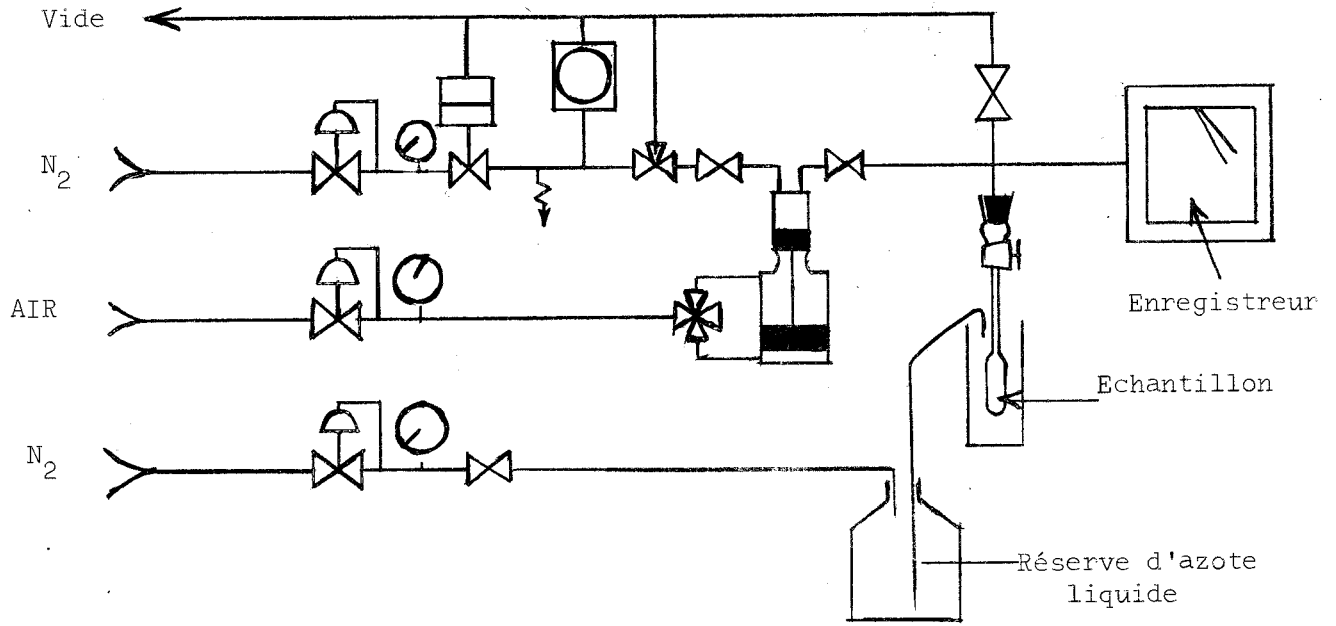 Vide
N2
AIR
Enregistreur
Echantillon
N2
Réserve d'azote
liquide